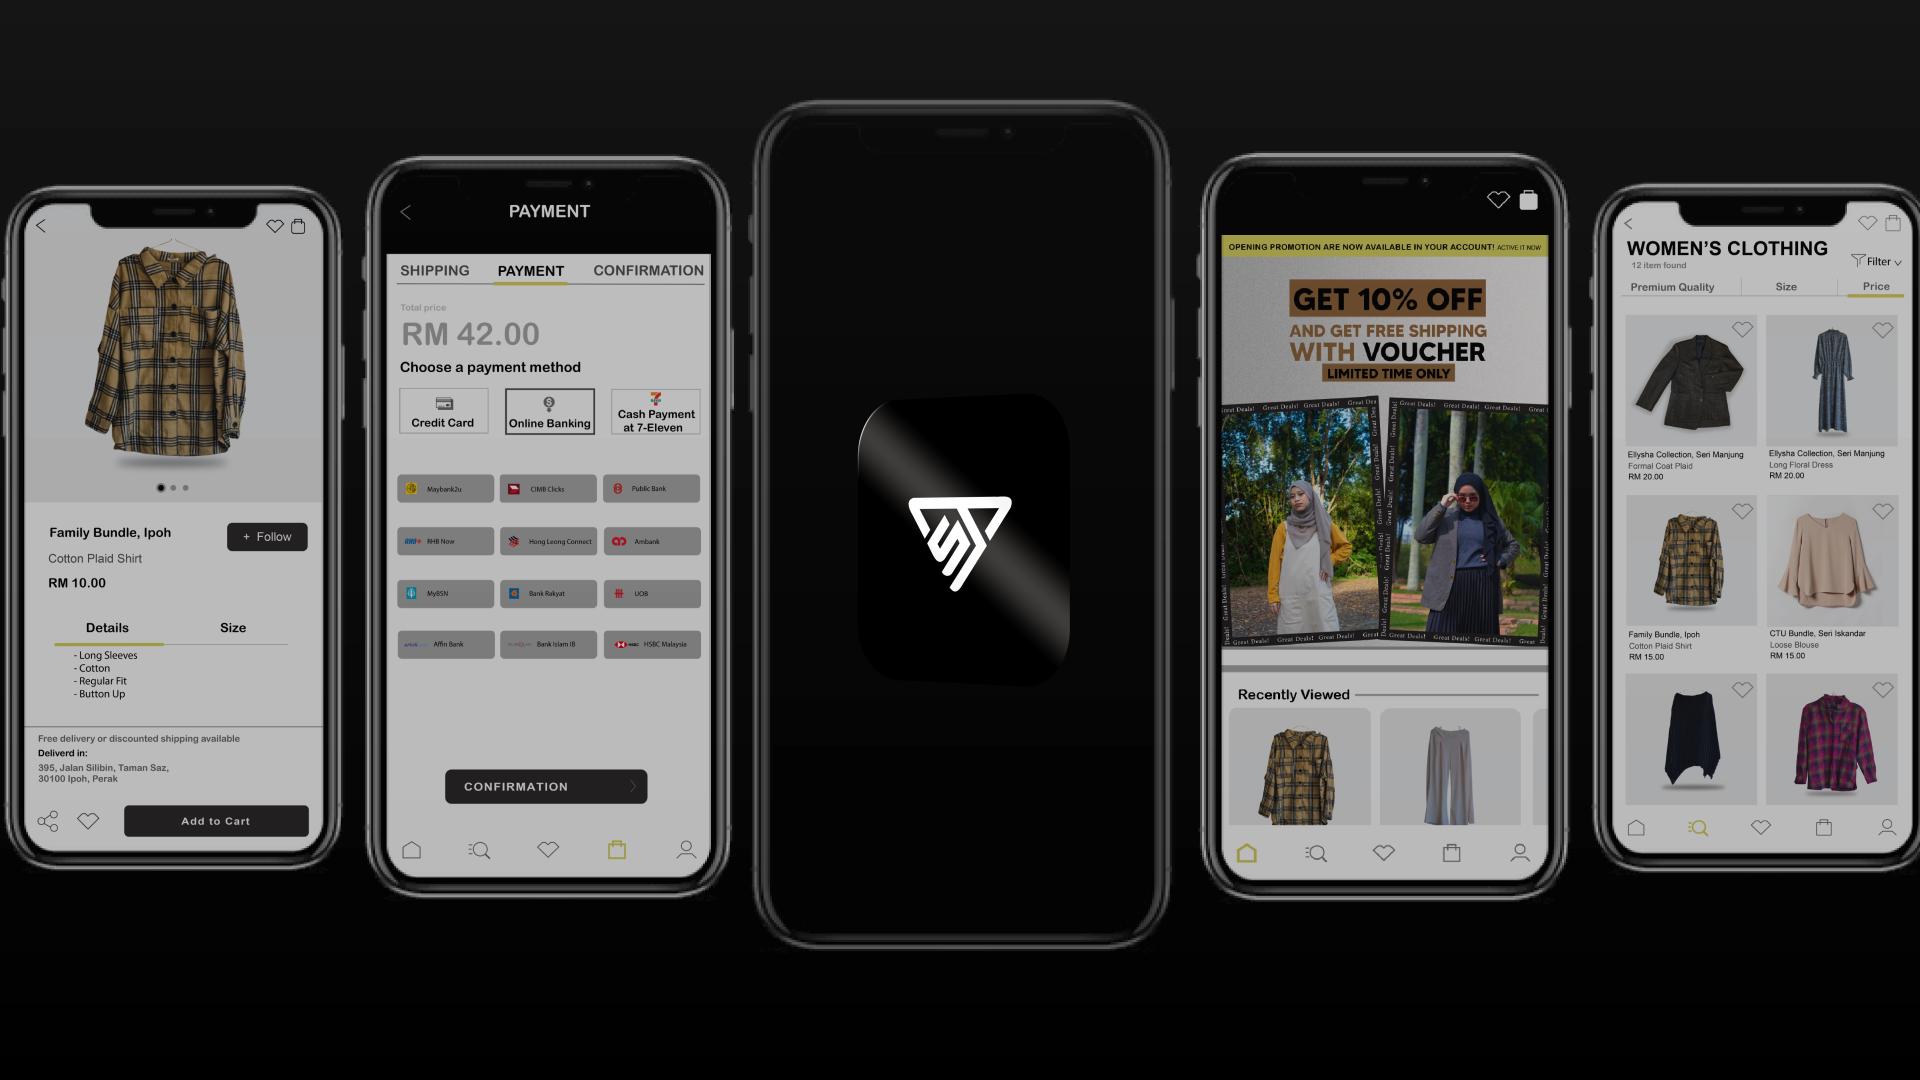 Family Bundle, Ipoh
+ Follow
Cotton Plaid Shirt
RM 10.00
Details
Size
- Long Sleeves
- Cotton
- Regular Fit
- Button Up
Free delivery or discounted shipping available
Deliverd in:
395, Jalan Silibin, Taman Saz,
30100 Ipoh, Perak
Add to Cart
PAYMENT
SHIPPING
PAYMENT
CONFIRMATION
Total price
RM 42.00
Choose a payment method
Credit Card
Online Banking
Cash Payment
at 7-Eleven
Maybank2u
CIMB Clicks
Public Bank
RHB Now
Hong Leong Connect
Ambank
MyBSN
Bank Rakyat
UOB
Affin Bank
Bank Islam IB
HSBC Malaysia
CONFIRMATION
OPENING PROMOTION ARE NOW AVAILABLE IN YOUR ACCOUNT! ACTIVE IT NOW
GET 10% OFF
AND GET FREE SHIPPING
WITH VOUCHER
LIMITED TIME ONLY
Great Deals! Great Deals! Great Deals!
Great Deals! Great Deals! Great Deals!
Recently Viewed
WOMEN'S CLOTHING
12 item found
Filter
Premium Quality
Size
Price
Ellysha Collection, Seri Manjung
Formal Coat Plaid
RM 20.00
Ellysha Collection, Seri Manjung
Long Floral Dress
RM 20.00
Family Bundle, Ipoh
Cotton Plaid Shirt
RM 15.00
CTU Bundle, Seri Iskandar
Loose Blouse
RM 15.00